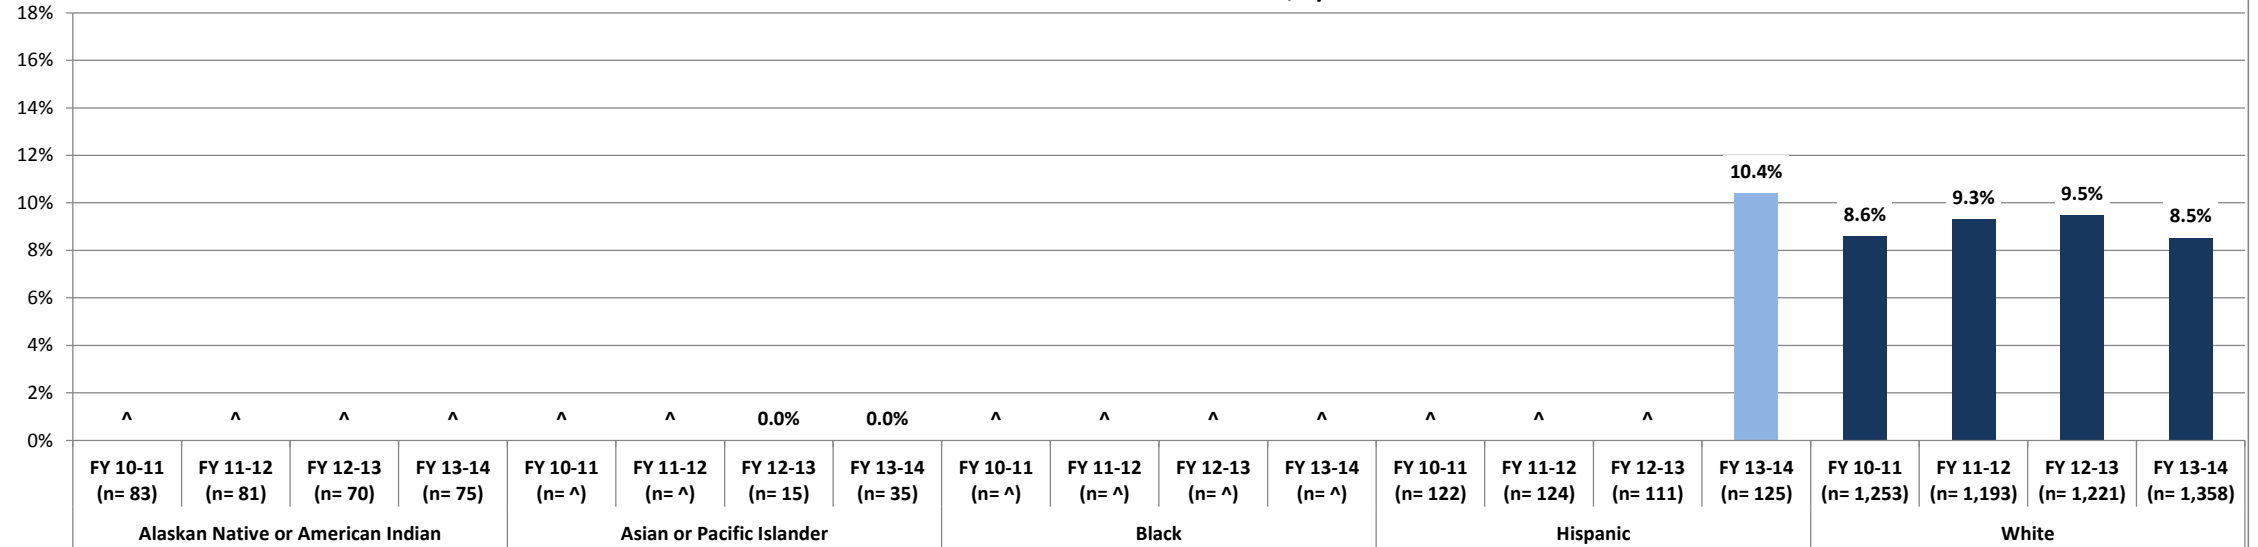 18%
16%
14%
12%
10%
8%
6%
4%
2%
0%
^ ^ ^ ^ ^ ^ 0.0% 0.0% ^ ^ ^ ^ ^ ^ ^ 10.4% 8.6% 9.3% 9.5% 8.5%
FY 10-11 FY 11-12 FY 12-13 FY 13-14 FY 10-11 FY 11-12 FY 12-13 FY 13-14 FY 10-11 FY 11-12 FY 12-13 FY 13-14 FY 10-11 FY 11-12 FY 12-13 FY 13-14 FY 10-11 FY 11-12 FY 12-13 FY 13-14
(n= 83) (n= 81) (n= 70) (n= 75) (n= ^) (n= ^) (n= 15) (n= 35) (n= ^) (n= ^) (n= ^) (n= ^) (n= 122) (n= 124) (n= 111) (n= 125) (n= 1,253) (n= 1,193) (n= 1,221) (n= 1,358)
Alaskan Native or American Indian Asian or Pacific Islander Black Hispanic White